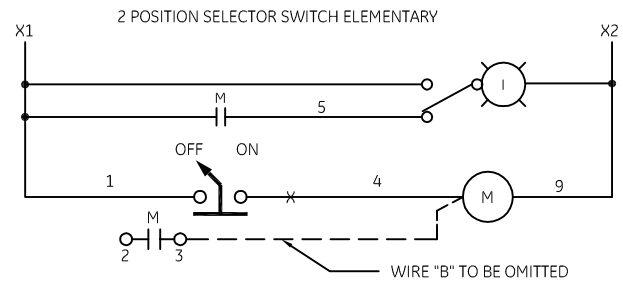 2 POSITION SELECTOR SWITCH ELEMENTARY
X1
X2
I
M
5
OFF ON
1
X
4
M
9
M
2
3
WIRE "B" TO BE OMITTED